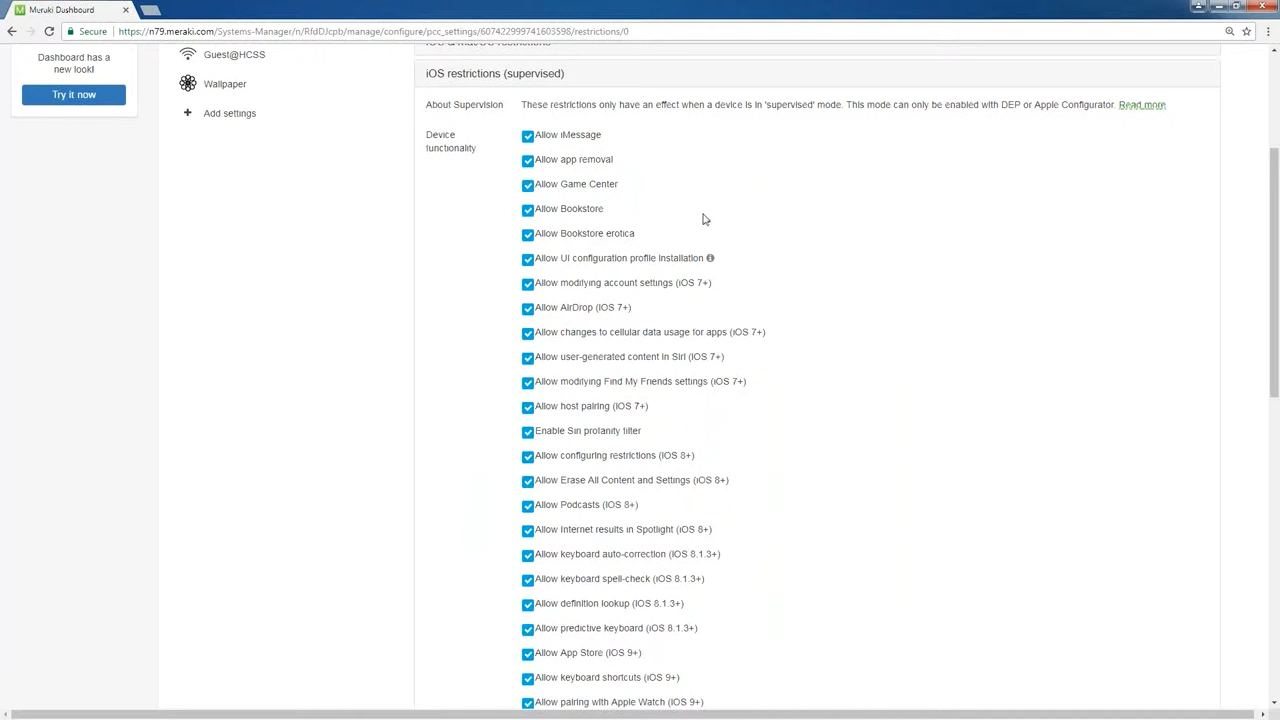 Meraki Dashboard
Secure
https://n79.meraki.com/Systems-Manager/n/RfdDJcpb/manage/configure/pcc_settings/607422999741603598/restrictions/0
Dashboard has
a new look!
Try it now
Guest@HCSS
Wallpaper
Add settings
iOS & macOS restrictions
iOS restrictions (supervised)
About Supervision
These restrictions only have an effect when a device is in 'supervised' mode. This mode can only be enabled with DEP or Apple Configurator. Read more
Device
functionality
Allow iMessage
Allow app removal
Allow Game Center
Allow Bookstore
Allow Bookstore erotica
Allow UI configuration profile installation
Allow modifying account settings (iOS 7+)
Allow AirDrop (iOS 7+)
Allow changes to cellular data usage for apps (iOS 7+)
Allow user-generated content in Siri (iOS 7+)
Allow modifying Find My Friends settings (iOS 7+)
Allow host pairing (iOS 7+)
Enable Siri profanity filter
Allow configuring restrictions (iOS 8+)
Allow Erase All Content and Settings (iOS 8+)
Allow Podcasts (iOS 8+)
Allow Internet results in Spotlight (iOS 8+)
Allow keyboard auto-correction (iOS 8.1.3+)
Allow keyboard spell-check (iOS 8.1.3+)
Allow definition lookup (iOS 8.1.3+)
Allow predictive keyboard (iOS 8.1.3+)
Allow App Store (iOS 9+)
Allow keyboard shortcuts (iOS 9+)
Allow pairing with Apple Watch (iOS 9+)